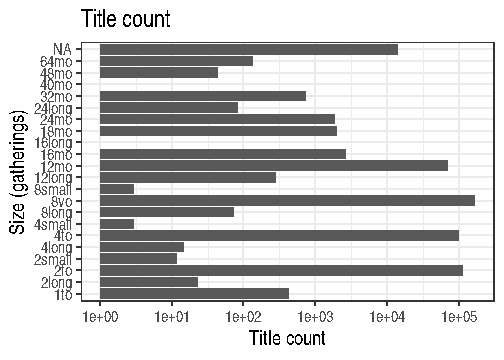 Title count
NA
64mo
48mo
40mo
32mo
24long
24mo
18mo
16long
16mo
12mo
12long
8small
8vo
8long
4small
4to
4long
2small
2to
2long
1to
Size (gatherings)
1e+00 1e+01 1e+02 1e+03 1e+04 1e+05
Title count